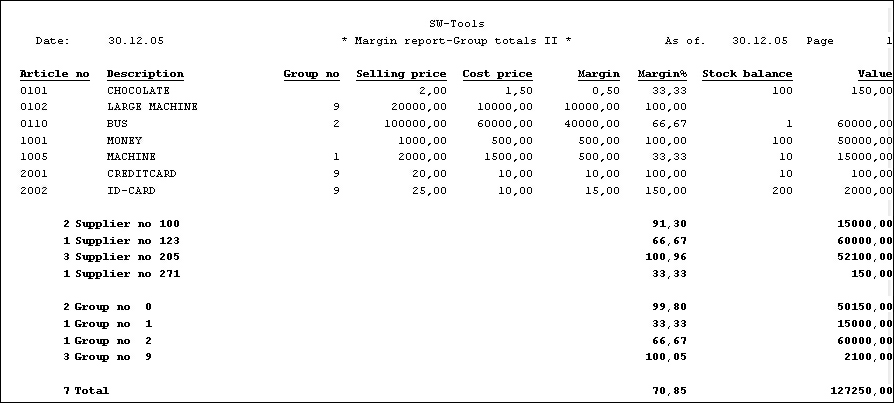 SW-Tools
Date: 30.12.05 * Margin report-Group totals II * As of. 30.12.05 Page 1
Article no Description Group no Selling price Cost price Margin Margin% Stock balance Value
0101 CHOCOLATE 2,00 1,50 0,50 33,33 100 150,00
0102 LARGE MACHINE 9 20000,00 10000,00 10000,00 100,00
0110 BUS 2 100000,00 60000,00 40000,00 66,67 1 60000,00
1001 MONEY 1000,00 500,00 500,00 100,00 100 50000,00
1005 MACHINE 1 2000,00 1500,00 500,00 33,33 10 15000,00
2001 CREDITCARD 9 20,00 10,00 10,00 100,00 10 100,00
2002 ID-CARD 9 25,00 10,00 15,00 150,00 200 2000,00
2 Supplier no 100 91,30 15000,00
1 Supplier no 123 66,67 60000,00
3 Supplier no 205 100,96 52100,00
1 Supplier no 271 33,33 150,00
2 Group no 0 99,80 50150,00
1 Group no 1 33,33 15000,00
1 Group no 2 66,67 60000,00
3 Group no 9 100,05 2100,00
7 Total 70,85 127250,00